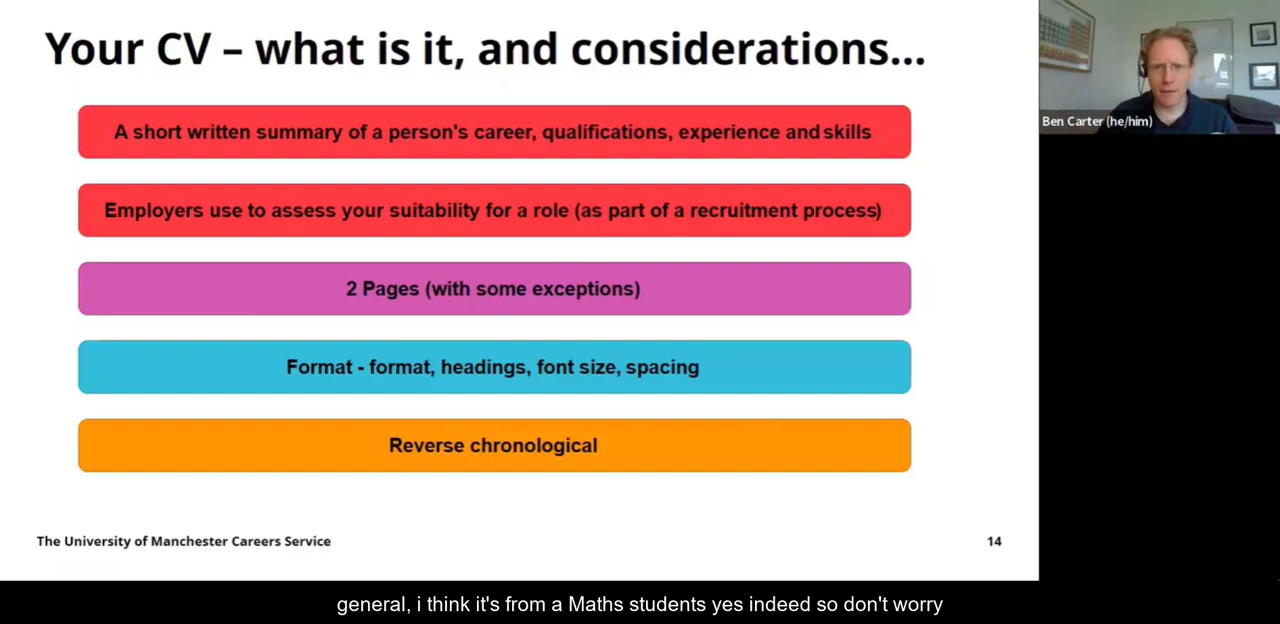 Your CV – what is it, and considerations...
A short written summary of a person's career, qualifications, experience and skills
Employers use to assess your suitability for a role (as part of a recruitment process)
2 Pages (with some exceptions)
Format - format, headings, font size, spacing
Reverse chronological
The University of Manchester Careers Service
14
Ben Carter (he/him)
general, i think it's from a Maths students yes indeed so don't worry